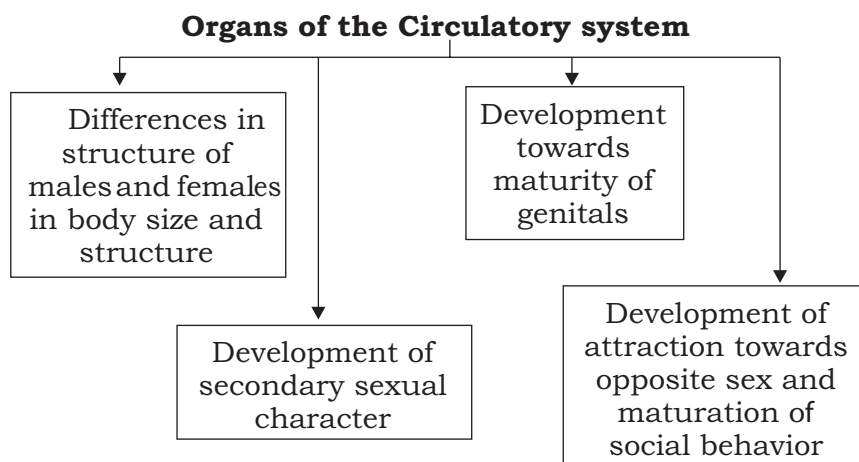 Organs of the Circulatory system
Differences in
structure of
males and females
in body size and
structure
Development
towards
maturity of
genitals
Development of
secondary sexual
character
Development of
attraction towards
opposite sex and
maturation of
social behavior